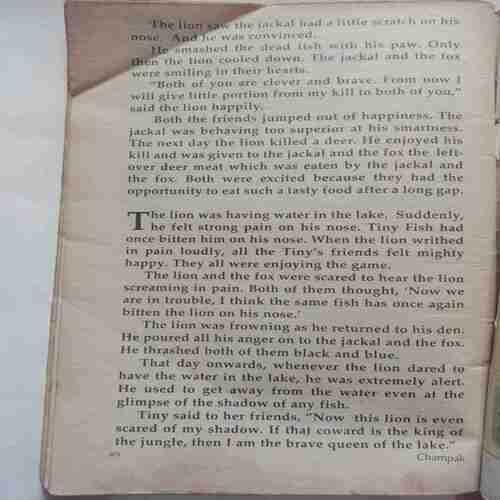 The lion saw the jackal had a little scratch on his
nose. And he was convinced.
He smashed the dead fish with his paw. Only
then the lion cooled down. The jackal and the fox
were smiling in their hearts.
"Both of you are clever and brave. From now I
will give little portion from my kill to both of you,"
said the lion happily.
Both the friends jumped out of happiness. The
jackal was behaving too superior at his smartness.
The next day the lion killed a deer. He enjoyed his
kill and was given to the jackal and the fox the left-
over deer meat which was eaten by the jackal and
the fox. Both were excited because they had the
opportunity to eat such a tasty food after a long gap.
The lion was having water in the lake. Suddenly,
he felt strong pain on his nose. Tiny Fish had
once bitten him on his nose. When the lion writhed
in pain loudly, all the Tiny's friends felt mighty
happy. They all were enjoying the game.
The lion and the fox were scared to hear the lion
screaming in pain. Both of them thought, 'Now we
are in trouble, I think the same fish has once again
bitten the lion on his nose.'
The lion was frowning as he returned to his den.
He poured all his anger on to the jackal and the fox.
He thrashed both of them black and blue.
That day onwards, whenever the lion dared to
have the water in the lake, he was extremely alert.
He used to get away from the water even at the
glimpse of the shadow of any fish.
Tiny said to her friends, "Now this lion is even
scared of my shadow. If that coward is the king of
the jungle, then I am the brave queen of the lake."
Champak